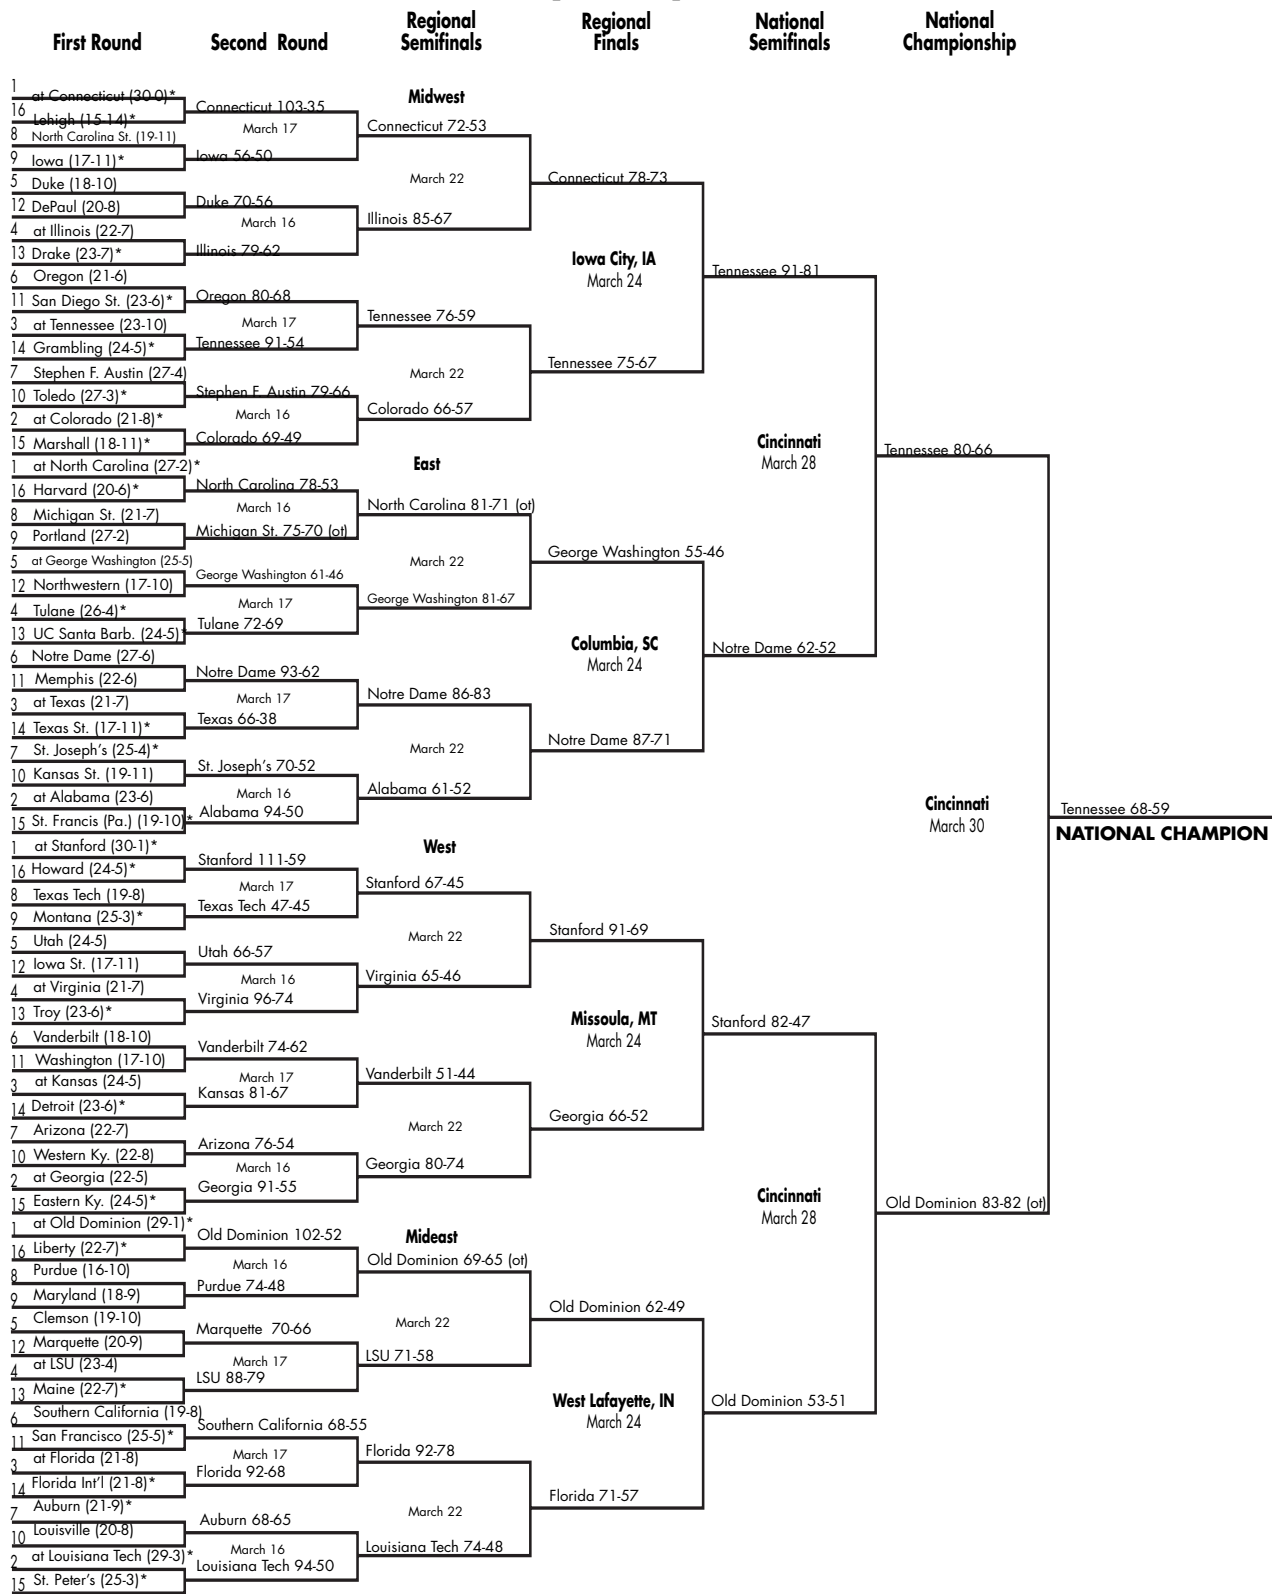 First Round
Second Round
Regional Semifinals
Regional Finals
National Semifinals
National Championship
1 at Connecticut (30-0)*
16 Lehigh (15-14)*
8 North Carolina St. (19-11)
9 Iowa (17-11)*
5 Duke (18-10)
12 DePaul (20-8)
4 at Illinois (22-7)
13 Drake (23-7)*
6 Oregon (21-6)
11 San Diego St. (23-6)*
3 at Tennessee (23-10)
14 Grambling (24-5)*
7 Stephen F. Austin (27-4)
10 Toledo (27-3)*
2 at Colorado (21-8)*
15 Marshall (18-11)*
1 at North Carolina (27-2)*
16 Harvard (20-6)*
8 Michigan St. (21-7)
9 Portland (27-2)
5 at George Washington (25-5)
12 Northwestern (17-10)
4 Tulane (26-4)*
13 UC Santa Barb. (24-5)*
6 Notre Dame (27-6)
11 Memphis (22-6)
3 at Texas (21-7)
14 Texas St. (17-11)*
7 St. Joseph's (25-4)*
10 Kansas St. (19-11)
2 at Alabama (23-6)
15 St. Francis (Pa.) (19-10)*
1 at Stanford (30-1)*
16 Howard (24-5)*
8 Texas Tech (19-8)
9 Montana (25-3)*
5 Utah (24-5)
12 Iowa St. (17-11)
4 at Virginia (21-7)
13 Troy (23-6)*
6 Vanderbilt (18-10)
11 Washington (17-10)
3 at Kansas (24-5)
14 Detroit (23-6)*
7 Arizona (22-7)
10 Western Ky. (22-8)
2 at Georgia (22-5)
15 Eastern Ky. (24-5)*
1 at Old Dominion (29-1)*
16 Liberty (22-7)*
8 Purdue (16-10)
9 Maryland (18-9)
5 Clemson (19-10)
12 Marquette (20-9)
4 at LSU (23-4)
13 Maine (22-7)*
6 Southern California (19-8)
11 San Francisco (25-5)*
3 at Florida (21-8)
14 Florida Int'l (21-8)*
7 Auburn (21-9)*
10 Louisville (20-8)
2 at Louisiana Tech (29-3)*
15 St. Peter's (25-3)*
Connecticut 103-35
March 17
Iowa 56-50
Duke 70-56
March 16
Illinois 79-62
Oregon 80-68
March 17
Tennessee 91-54
Stephen F. Austin 79-66
March 16
Colorado 69-49
North Carolina 78-53
March 16
Michigan St. 75-70 (ot)
George Washington 61-46
March 17
Tulane 72-69
Notre Dame 93-62
March 17
Texas 66-38
St. Joseph's 70-52
March 16
Alabama 94-50
Stanford 111-59
March 17
Texas Tech 47-45
Utah 66-57
March 16
Virginia 96-74
Vanderbilt 74-62
March 17
Kansas 81-67
Arizona 76-54
March 16
Georgia 91-55
Old Dominion 102-52
March 16
Purdue 74-48
Marquette 70-66
March 17
LSU 88-79
Southern California 68-55
March 17
Florida 92-68
Auburn 68-65
March 16
Louisiana Tech 94-50
Midwest
Connecticut 72-53
March 22
Illinois 85-67
Tennessee 76-59
March 22
Colorado 66-57
East
North Carolina 81-71 (ot)
March 22
George Washington 81-67
Notre Dame 86-83
March 22
Alabama 61-52
West
Stanford 67-45
March 22
Virginia 65-46
Vanderbilt 51-44
March 22
Georgia 80-74
Mideast
Old Dominion 69-65 (ot)
March 22
LSU 71-58
Florida 92-78
March 22
Louisiana Tech 74-48
Connecticut 78-73
Iowa City, IA
March 24
Tennessee 75-67
George Washington 55-46
Columbia, SC
March 24
Notre Dame 87-71
Stanford 91-69
Missoula, MT
March 24
Georgia 66-52
Old Dominion 62-49
West Lafayette, IN
March 24
Florida 71-57
Tennessee 91-81
Cincinnati
March 28
Notre Dame 62-52
Stanford 82-47
Cincinnati
March 28
Old Dominion 53-51
Tennessee 80-66
Cincinnati
March 30
Old Dominion 83-82 (ot)
Tennessee 68-59
NATIONAL CHAMPION